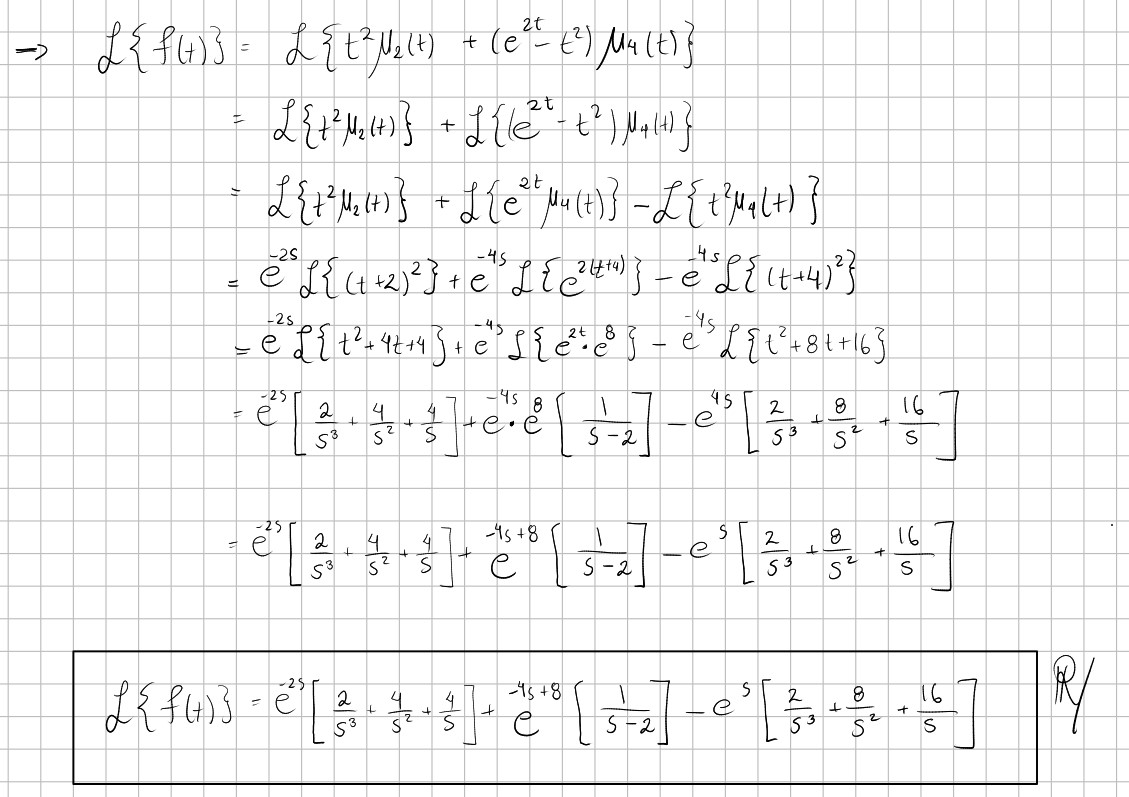 → ℒ{f(t)} = ℒ{t²μ₂(t) + (e^{2t} - t²) μ₄(t)}
= ℒ{t²μ₂(t)} + ℒ{(e^{2t} - t²)μ₄(t)}
= ℒ{t²μ₂(t)} + ℒ{e^{2t}μ₄(t)} - ℒ{t²μ₄(t)}
= e^{-2s} ℒ{(t+2)²} + e^{-4s} ℒ{e^{2(t+4)}} - e^{-4s} ℒ{(t+4)²}
= e^{-2s} ℒ{t²+4t+4} + e^{-4s} ℒ{e^{2t}·e^{8}} - e^{-4s} ℒ{t²+8t+16}
= e^{-2s} [2/s³ + 4/s² + 4/s] + e^{-4s}·e^{8} [1/(s-2)] - e^{4s} [2/s³ + 8/s² + 16/s]
= e^{-2s} [2/s³ + 4/s² + 4/s] + e^{-4s+8} [1/(s-2)] - e^{s} [2/s³ + 8/s² + 16/s]
ℒ{f(t)} = e^{-2s} [2/s³ + 4/s² + 4/s] + e^{-4s+8} [1/(s-2)] - e^{s} [2/s³ + 8/s² + 16/s] R/